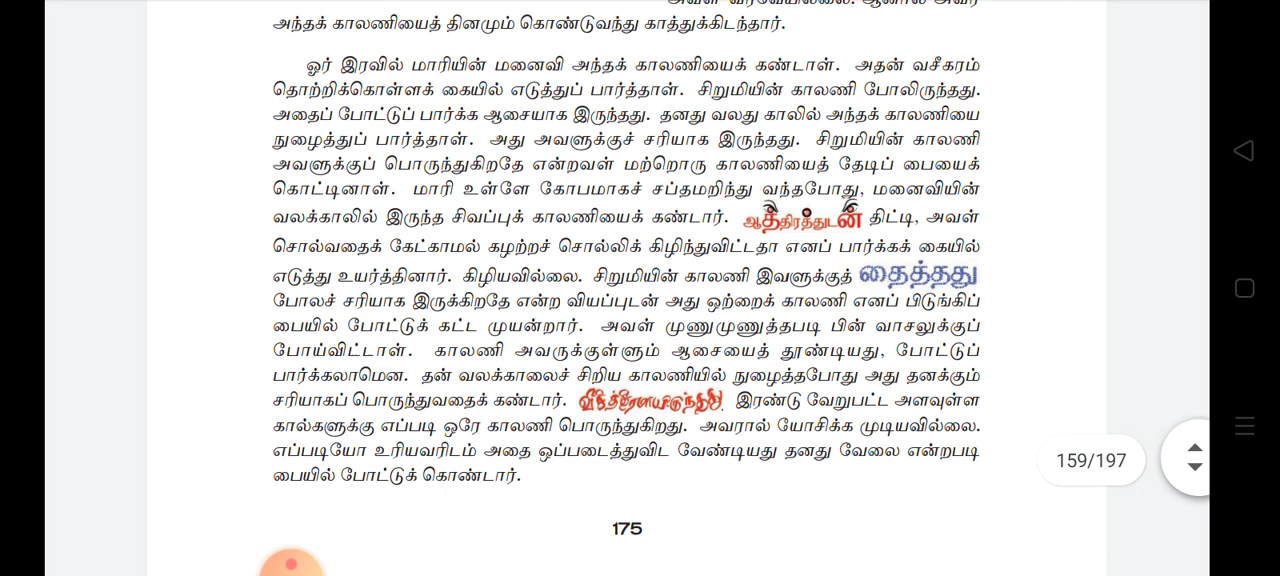 அவள் வரவேயில்லை. ஆனால் அவர்
அந்தக் காலணியைத் தினமும் கொண்டுவந்து காத்துக்கிடந்தார்.
ஓர் இரவில் மாரியின் மனைவி அந்தக் காலணியைக் கண்டாள். அதன் வசீகரம்
தொற்றிக்கொள்ளக் கையில் எடுத்துப் பார்த்தாள். சிறுமியின் காலணி போலிருந்தது.
அதைப் போட்டுப் பார்க்க ஆசையாக இருந்தது. தனது வலது காலில் அந்தக் காலணியை
நுழைத்துப் பார்த்தாள். அது அவளுக்குச் சரியாக இருந்தது. சிறுமியின் காலணி
அவளுக்குப் பொருந்துகிறதே என்றவள் மற்றொரு காலணியைத் தேடிப் பையைக்
கொட்டினாள். மாரி உள்ளே கோபமாகச் சப்தமறிந்து வந்தபோது, மனைவியின்
வலக்காலில் இருந்த சிவப்புக் காலணியைக் கண்டார். ஆத்திரத்துடன் திட்டி, அவள்
சொல்வதைக் கேட்காமல் கழற்றச் சொல்லிக் கிழிந்துவிட்டதா எனப் பார்க்கக் கையில்
எடுத்து உயர்த்தினார். கிழியவில்லை. சிறுமியின் காலணி இவளுக்குத் தைத்தது
போலச் சரியாக இருக்கிறதே என்ற வியப்புடன் அது ஒற்றைக் காலணி எனப் பிடுங்கிப்
பையில் போட்டுக் கட்ட முயன்றார். அவள் முணுமுணுத்தபடி பின் வாசலுக்குப்
போய்விட்டாள். காலணி அவருக்குள்ளும் ஆசையைத் தூண்டியது, போட்டுப்
பார்க்கலாமென. தன் வலக்காலைச் சிறிய காலணியில் நுழைத்தபோது அது தனக்கும்
சரியாகப் பொருந்துவதைக் கண்டார். விசித்திரமாயிருந்தது. இரண்டு வேறுபட்ட அளவுள்ள
கால்களுக்கு எப்படி ஒரே காலணி பொருந்துகிறது. அவரால் யோசிக்க முடியவில்லை.
எப்படியோ உரியவரிடம் அதை ஒப்படைத்துவிட வேண்டியது தனது வேலை என்றபடி
பையில் போட்டுக் கொண்டார்.
159/197
175